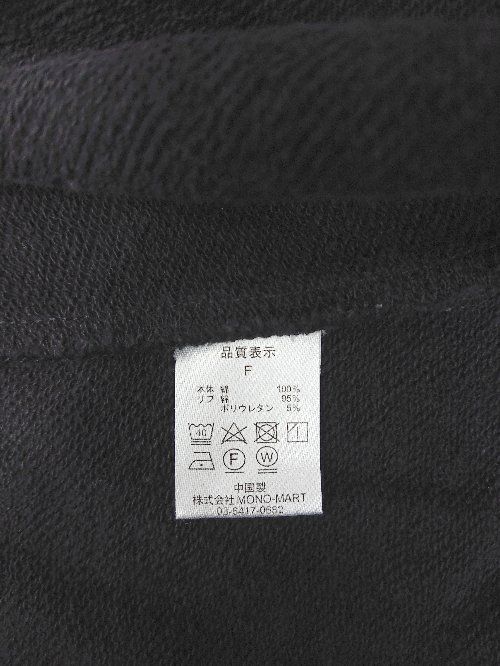 品質表示
F
本体 綿 100%
リブ 綿 95%
ポリウレタン 5%
40
F W
中国製
株式会社 MONO-MART
03-6417-0662